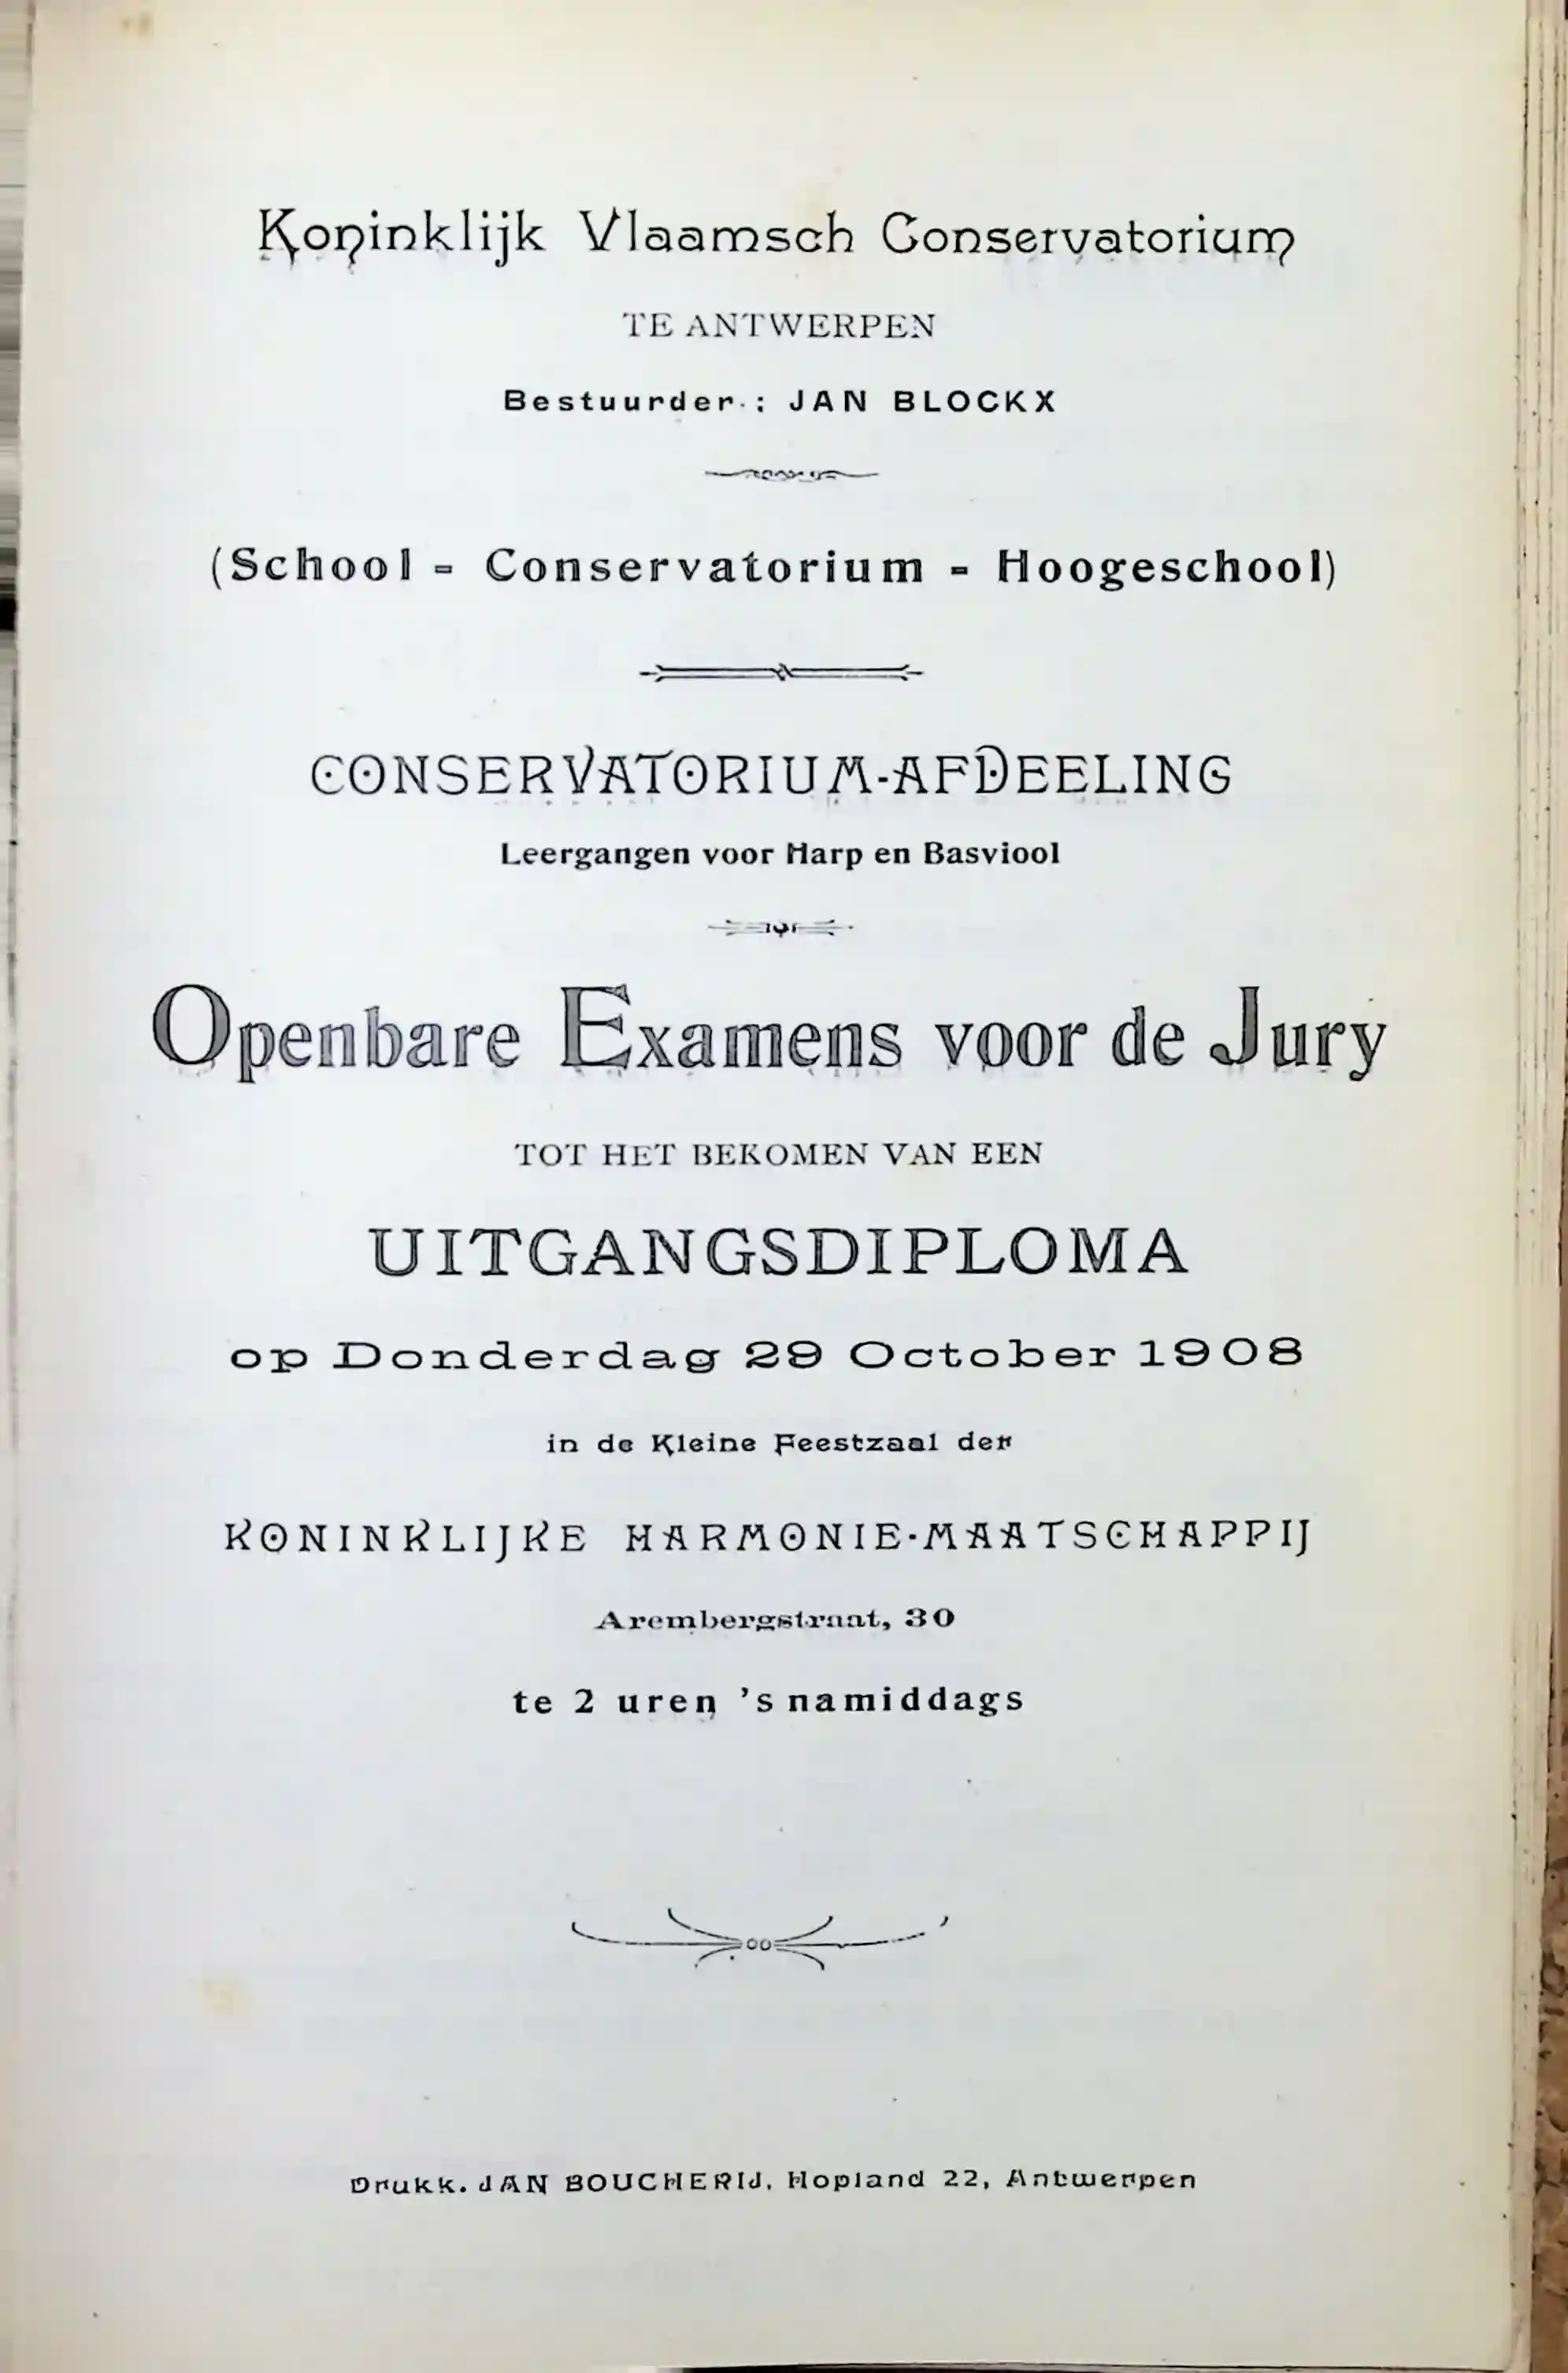 Koninklijk Vlaamsch Conservatorium
TE ANTWERPEN
Bestuurder : JAN BLOCKX
(School - Conservatorium - Hoogeschool)
CONSERVATORIUM-AFDEELING
Leergangen voor Harp en Basviool
Openbare Examens voor de Jury
TOT HET BEKOMEN VAN EEN
UITGANGSDIPLOMA
op Donderdag 29 October 1908
in de Kleine Feestzaal der
KONINKLIJKE HARMONIE-MAATSCHAPPIJ
Arembergstraat, 30
te 2 uren 's namiddags
Drukk. JAN BOUCHERIJ, Hopland 22, Antwerpen